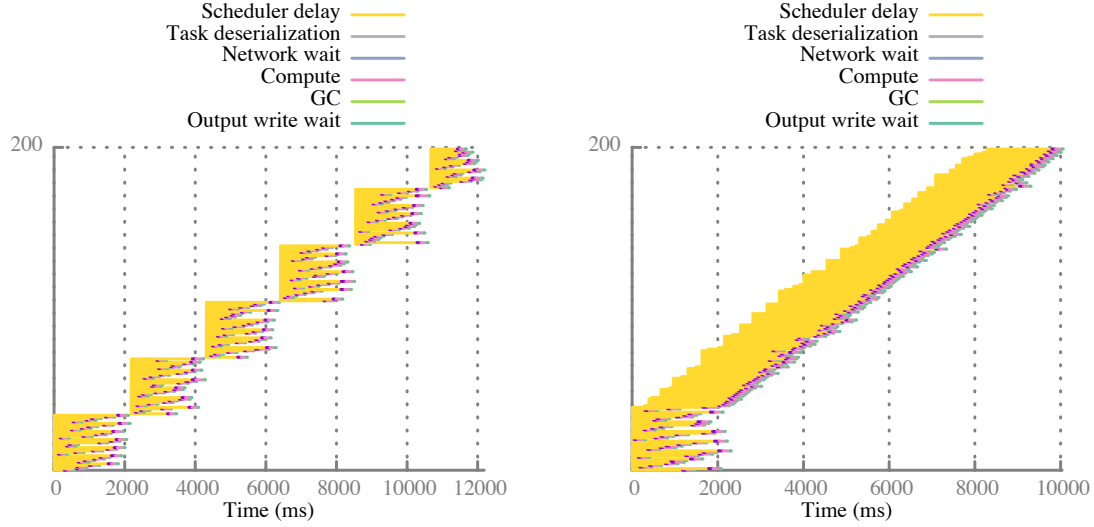 Scheduler delay
Task deserialization
Network wait
Compute
GC
Output write wait
200
0 2000 4000 6000 8000 10000 12000
Time (ms)
Scheduler delay
Task deserialization
Network wait
Compute
GC
Output write wait
200
0 2000 4000 6000 8000 10000
Time (ms)